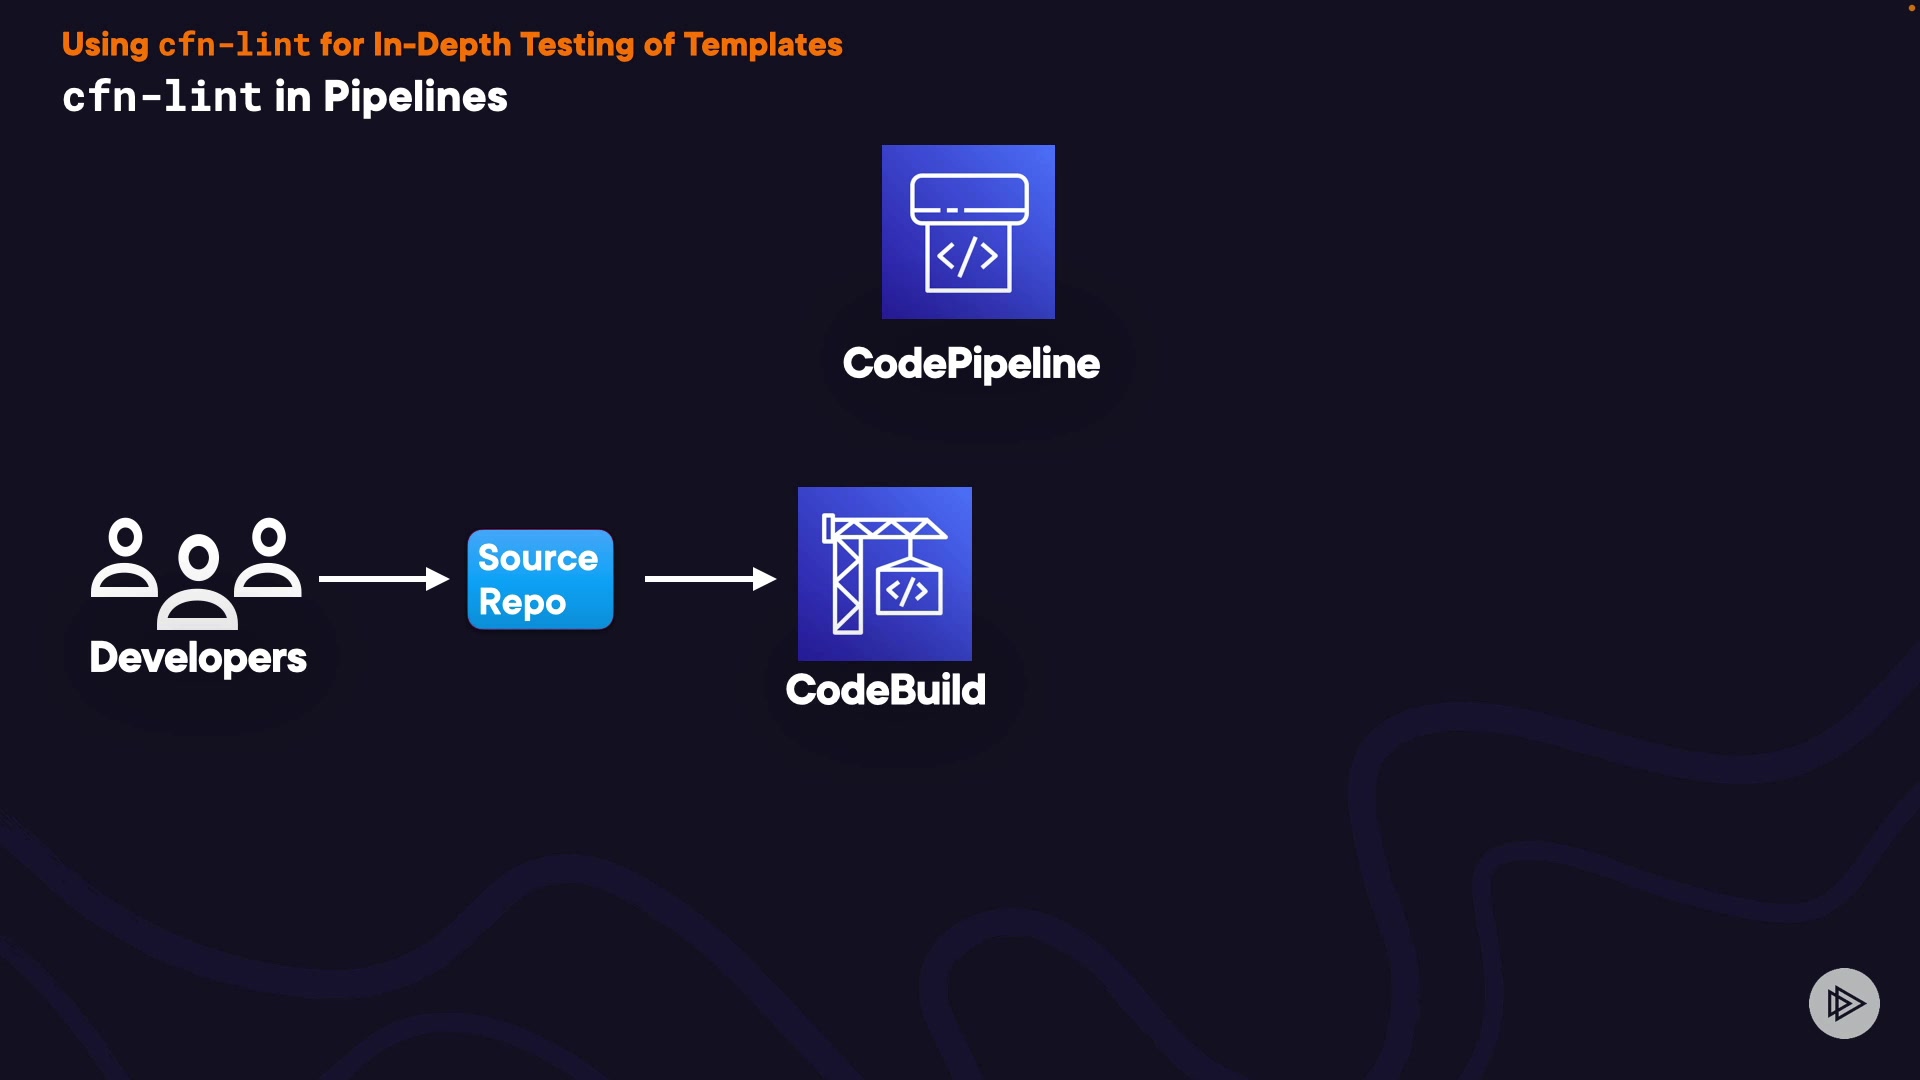 Using cfn-lint for In-Depth Testing of Templates
cfn-lint in Pipelines
</>
CodePipeline
Developers
Source
Repo
</>
CodeBuild